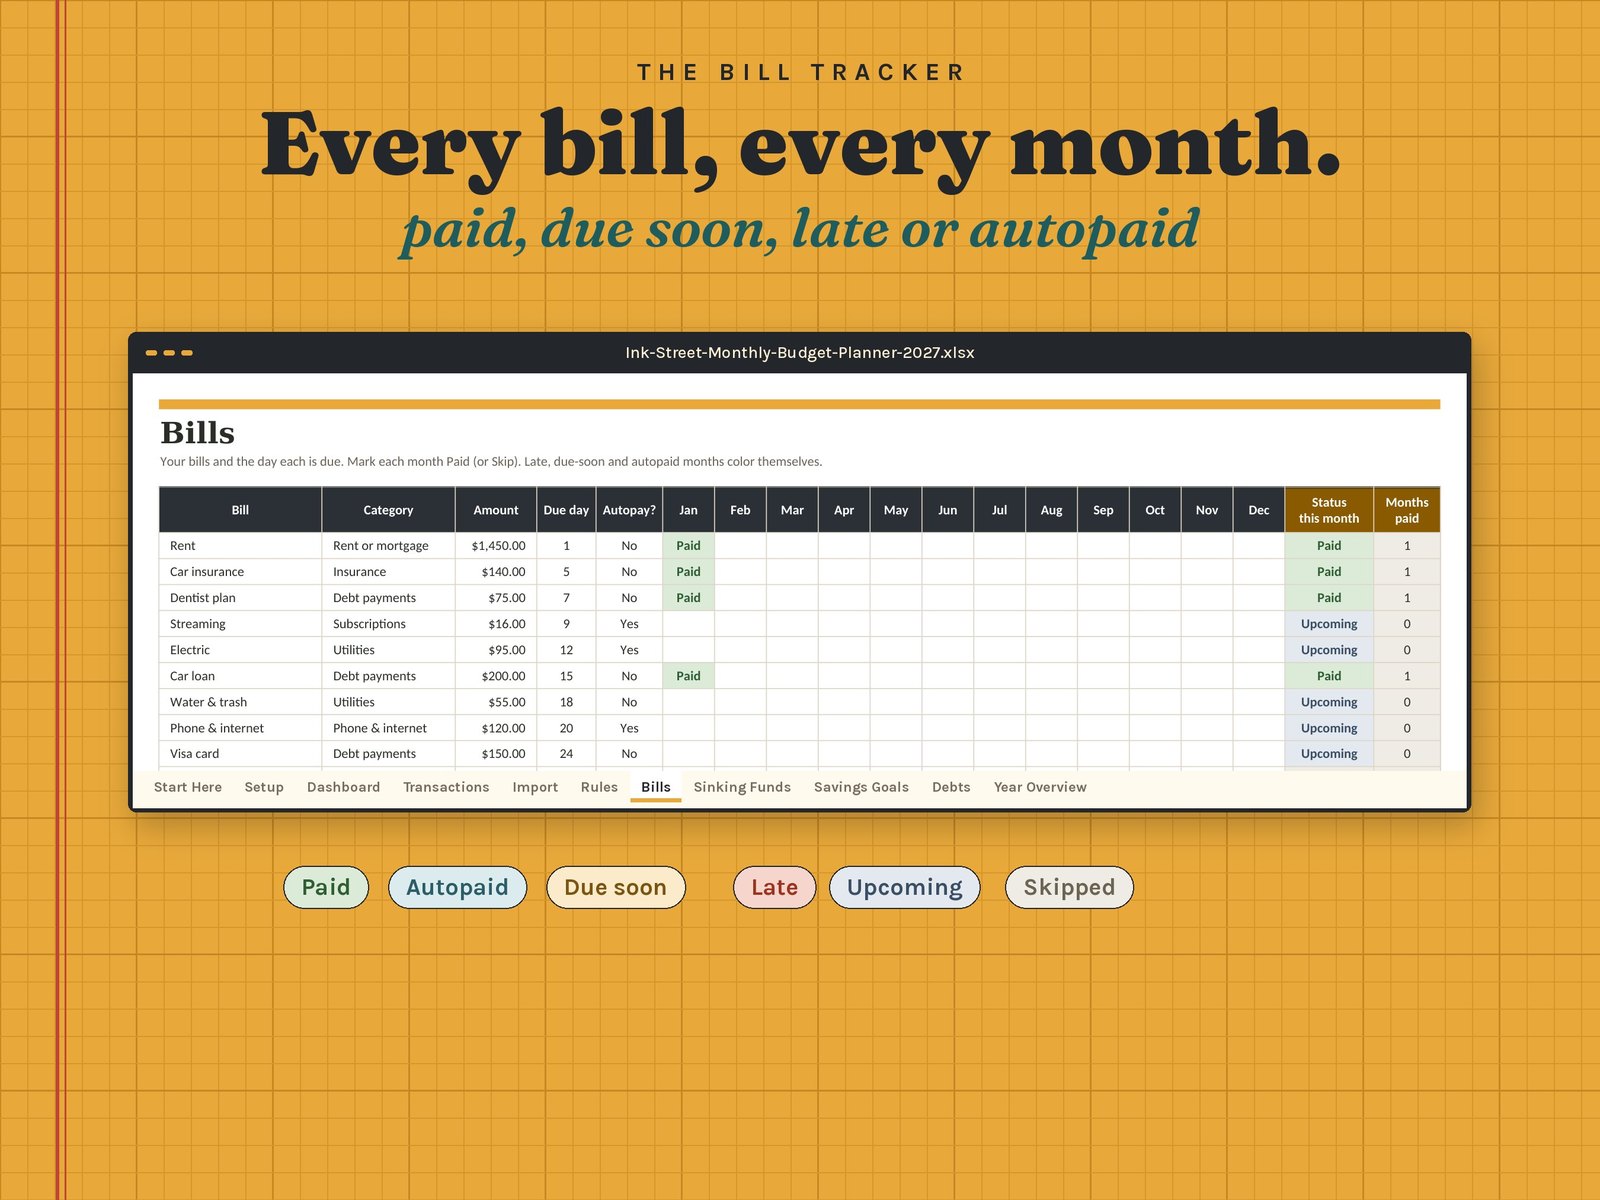 THE BILL TRACKER
Every bill, every month.
paid, due soon, late or autopaid
Ink-Street-Monthly-Budget-Planner-2027.xlsx
Bills
Your bills and the day each is due. Mark each month Paid (or Skip). Late, due-soon and autopaid months color themselves.
Bill Category Amount Due day Autopay? Jan Feb Mar Apr May Jun Jul Aug Sep Oct Nov Dec Status this month Months paid
Rent Rent or mortgage $1,450.00 1 No Paid Paid 1
Car insurance Insurance $140.00 5 No Paid Paid 1
Dentist plan Debt payments $75.00 7 No Paid Paid 1
Streaming Subscriptions $16.00 9 Yes Upcoming 0
Electric Utilities $95.00 12 Yes Upcoming 0
Car loan Debt payments $200.00 15 No Paid Paid 1
Water & trash Utilities $55.00 18 No Upcoming 0
Phone & internet Phone & internet $120.00 20 Yes Upcoming 0
Visa card Debt payments $150.00 24 No Upcoming 0
Start Here Setup Dashboard Transactions Import Rules Bills Sinking Funds Savings Goals Debts Year Overview
Paid Autopaid Due soon Late Upcoming Skipped